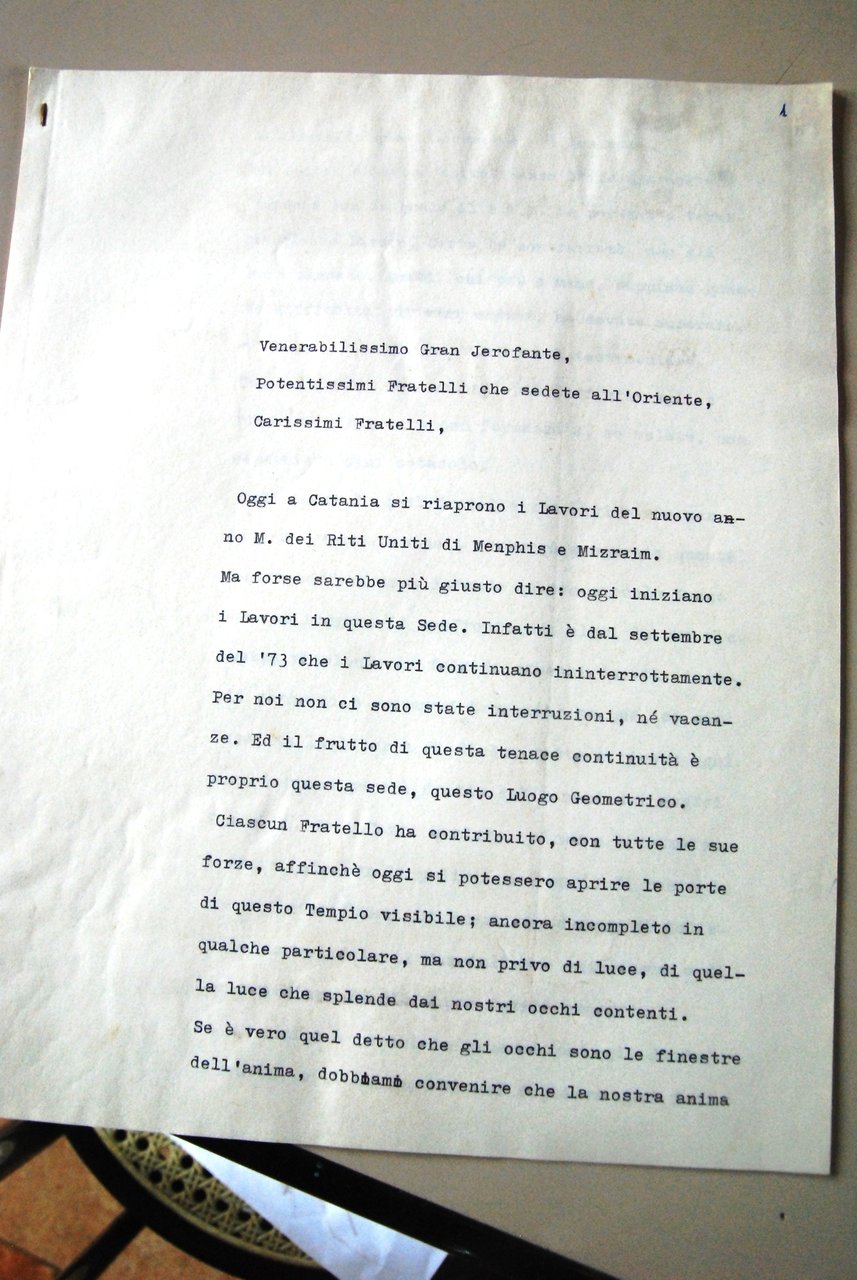 1
Venerabilissimo Gran Jerofante,
Potentissimi Fratelli che sedete all'Oriente,
Carissimi Fratelli,
Oggi a Catania si riaprono i Lavori del nuovo an-
no M. dei Riti Uniti di Menphis e Mizraim.
Ma forse sarebbe più giusto dire: oggi iniziano
i Lavori in questa Sede. Infatti è dal settembre
del '73 che i Lavori continuano ininterrottamente.
Per noi non ci sono state interruzioni, né vacan-
ze. Ed il frutto di questa tenace continuità è
proprio questa sede, questo Luogo Geometrico.
Ciascun Fratello ha contribuito, con tutte le sue
forze, affinchè oggi si potessero aprire le porte
di questo Tempio visibile; ancora incompleto in
qualche particolare, ma non privo di luce, di quel-
la luce che splende dai nostri occhi contenti.
Se è vero quel detto che gli occhi sono le finestre
dell'anima, convenire che la nostra anima